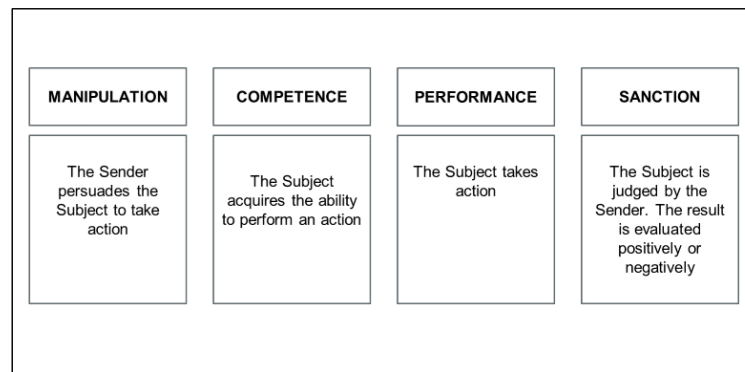 MANIPULATION
The Sender
persuades the
Subject to take
action
COMPETENCE
The Subject
acquires the ability
to perform an action
PERFORMANCE
The Subject takes
action
SANCTION
The Subject is
judged by the
Sender. The result
is evaluated
positively or
negatively